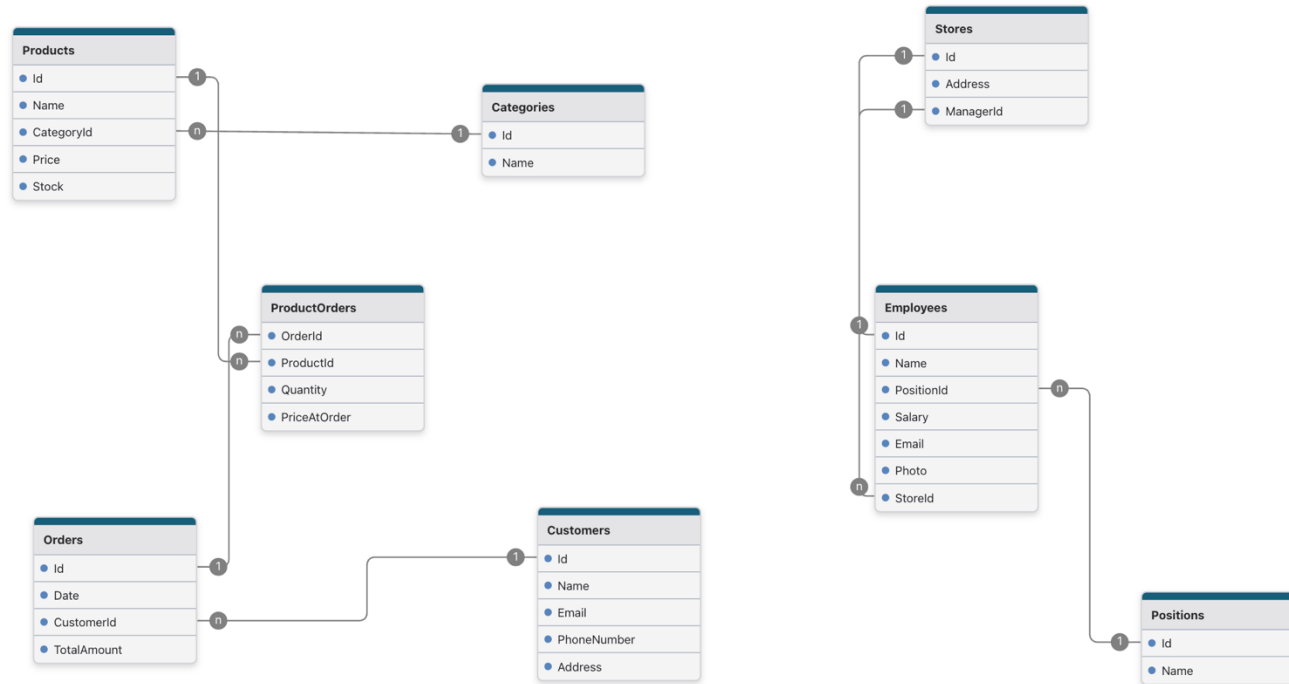 Products
Id
Name
CategoryId
Price
Stock
1
n
1
Categories
Id
Name
ProductOrders
OrderId
ProductId
Quantity
PriceAtOrder
n
n
Orders
Id
Date
CustomerId
TotalAmount
1
n
1
Customers
Id
Name
Email
PhoneNumber
Address
Stores
Id
Address
ManagerId
1
1
Employees
Id
Name
PositionId
Salary
Email
Photo
StoreId
1
n
n
1
Positions
Id
Name